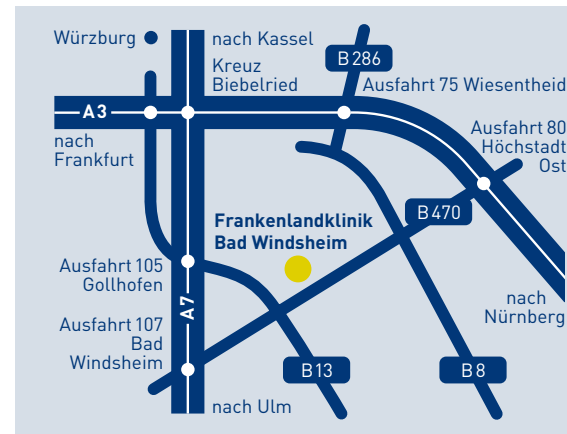 Würzburg
nach Kassel
Kreuz
Biebelried
B 286
Ausfahrt 75 Wiesentheid
A3
nach
Frankfurt
Ausfahrt 80
Höchstadt
Ost
B 470
Frankenlandklinik
Bad Windsheim
Ausfahrt 105
Gollhofen
A7
nach
Nürnberg
Ausfahrt 107
Bad
Windsheim
B 13
B 8
nach Ulm